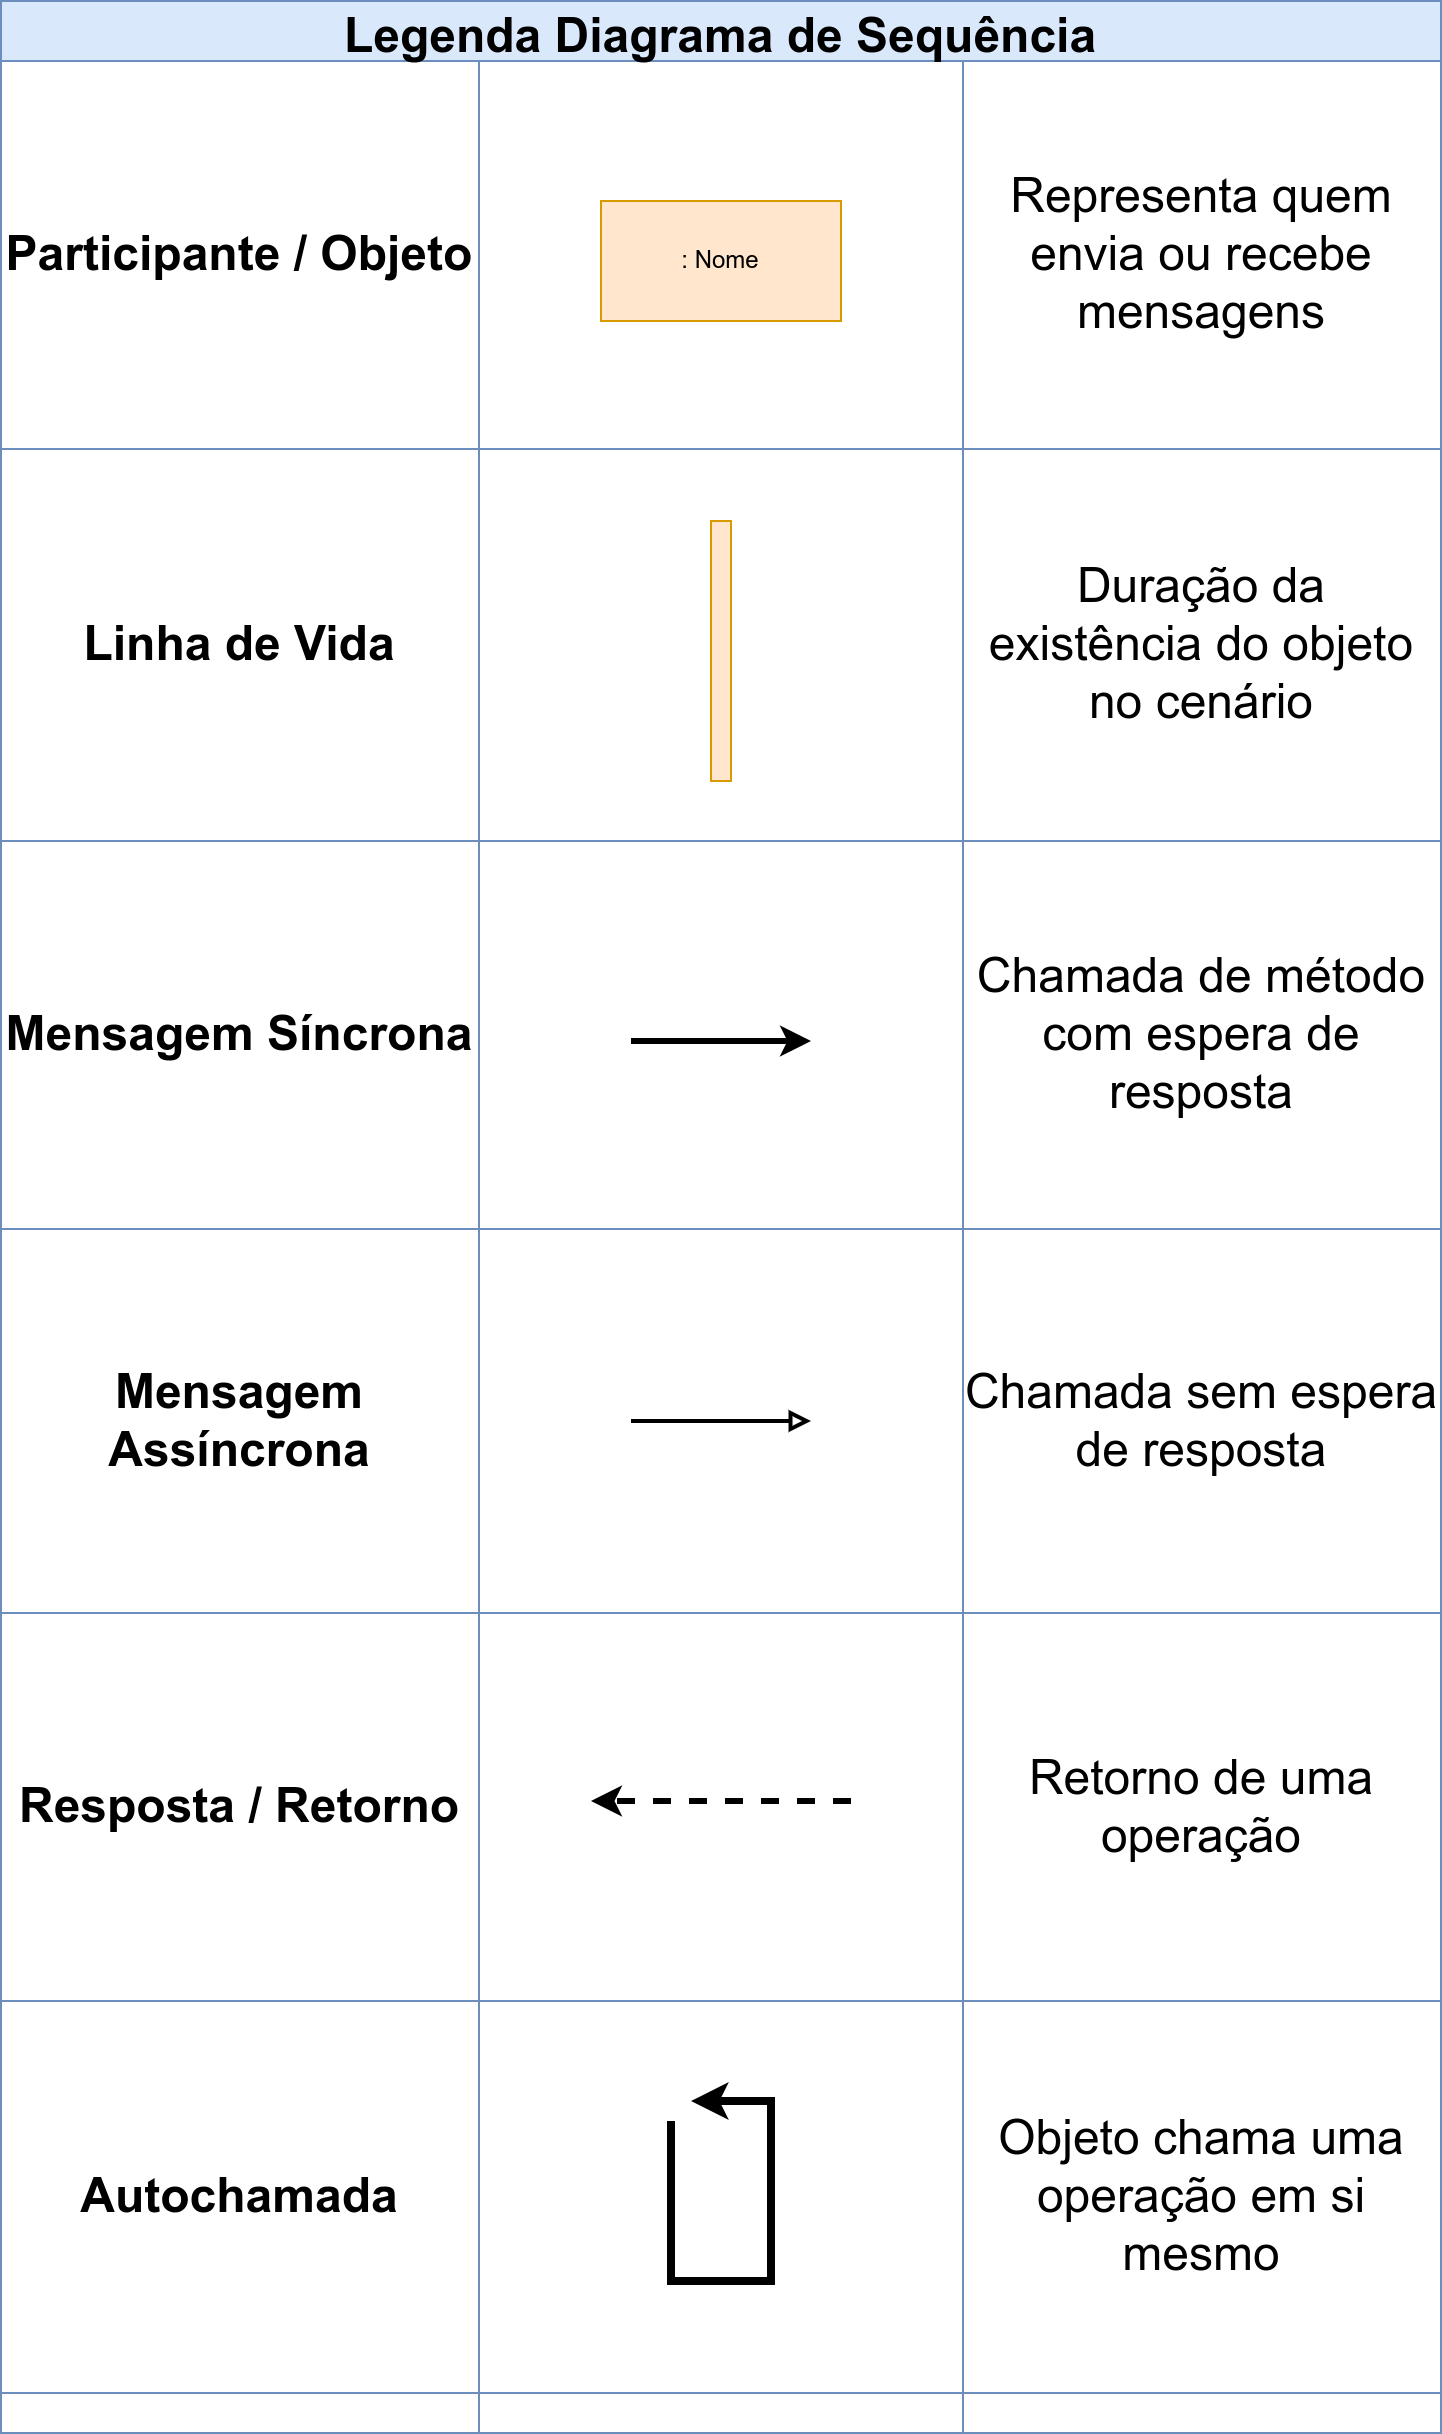 Legenda Diagrama de Sequência
Participante / Objeto
: Nome
Representa quem
envia ou recebe
mensagens
Linha de Vida
Duração da
existência do objeto
no cenário
Mensagem Síncrona
Chamada de método
com espera de
resposta
Mensagem
Assíncrona
Chamada sem espera
de resposta
Resposta / Retorno
Retorno de uma
operação
Autochamada
Objeto chama uma
operação em si
mesmo